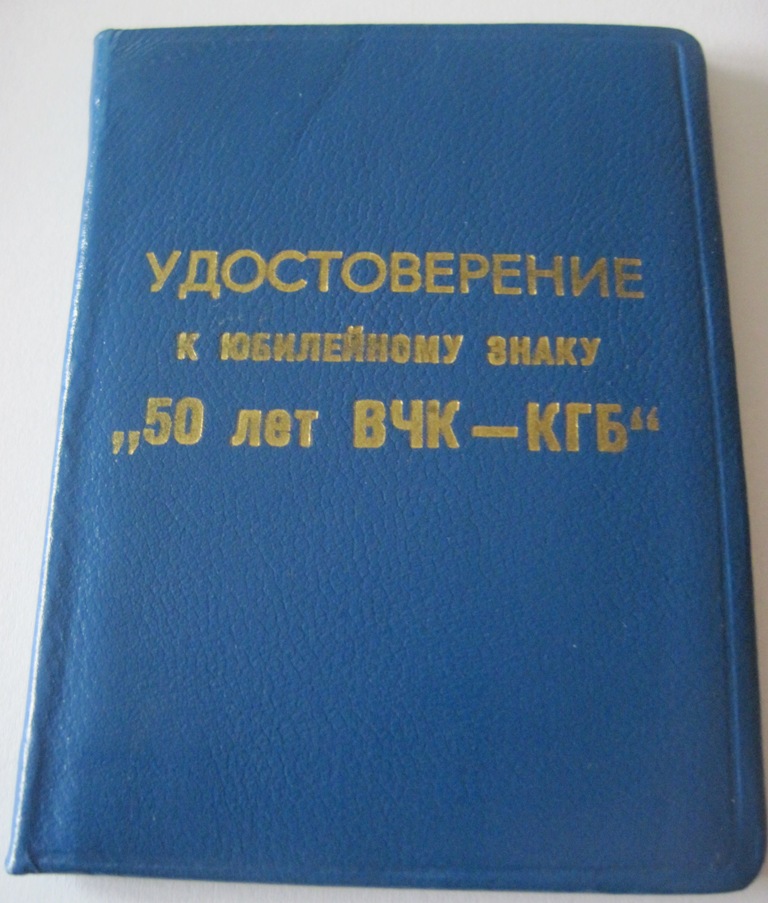 УДОСТОВЕРЕНИЕ
К ЮБИЛЕЙНОМУ ЗНАКУ
„50 лет ВЧК—КГБ“